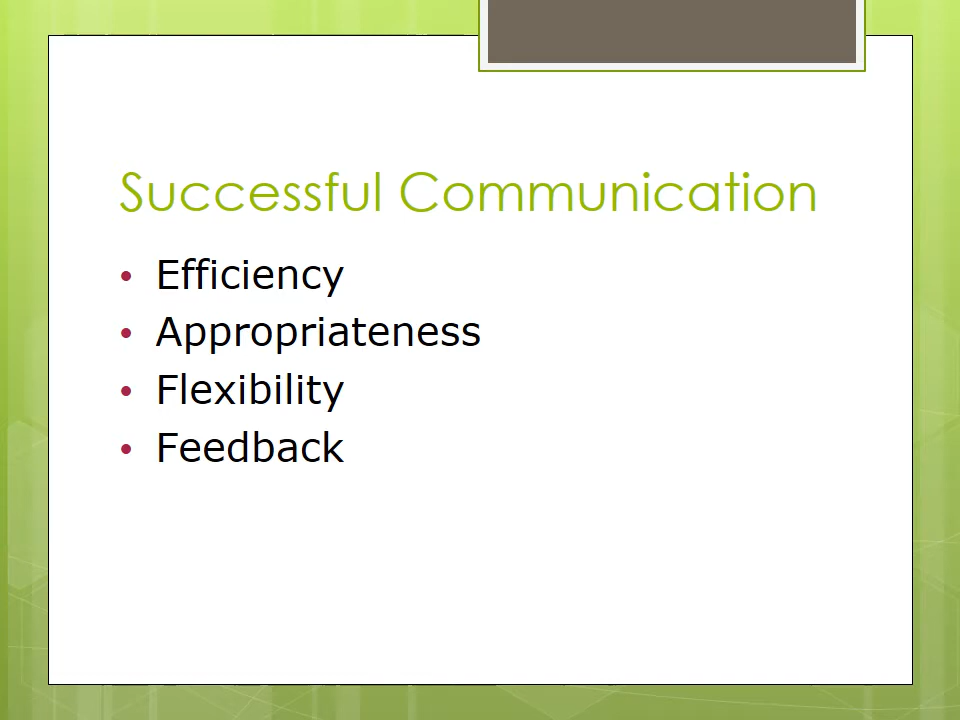 Successful Communication
• Efficiency
• Appropriateness
• Flexibility
• Feedback